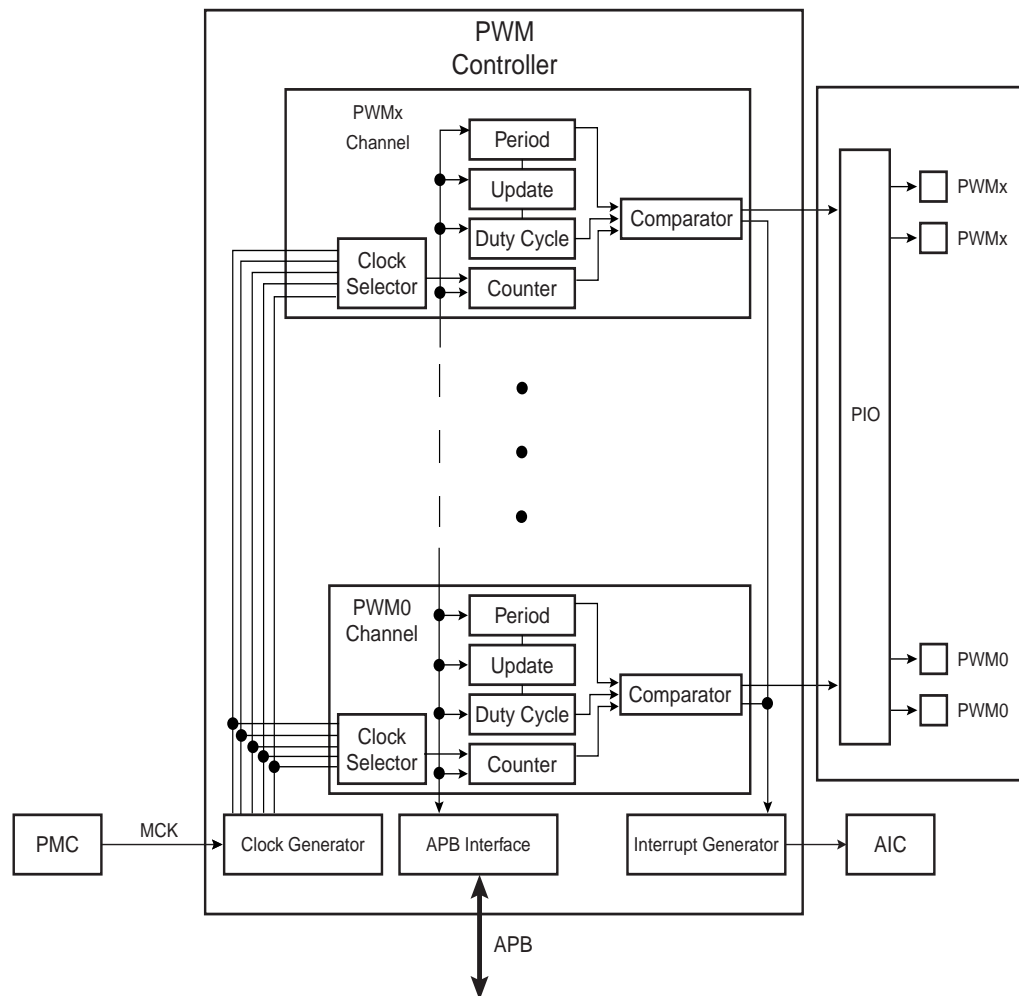 PWM
Controller
PWMx
Channel
Period
Update
Duty Cycle
Counter
Comparator
Clock
Selector
PIO
PWMx
PWMx
PWM0
Channel
Period
Update
Duty Cycle
Counter
Comparator
Clock
Selector
PWM0
PWM0
PMC
MCK
Clock Generator
APB Interface
Interrupt Generator
AIC
APB